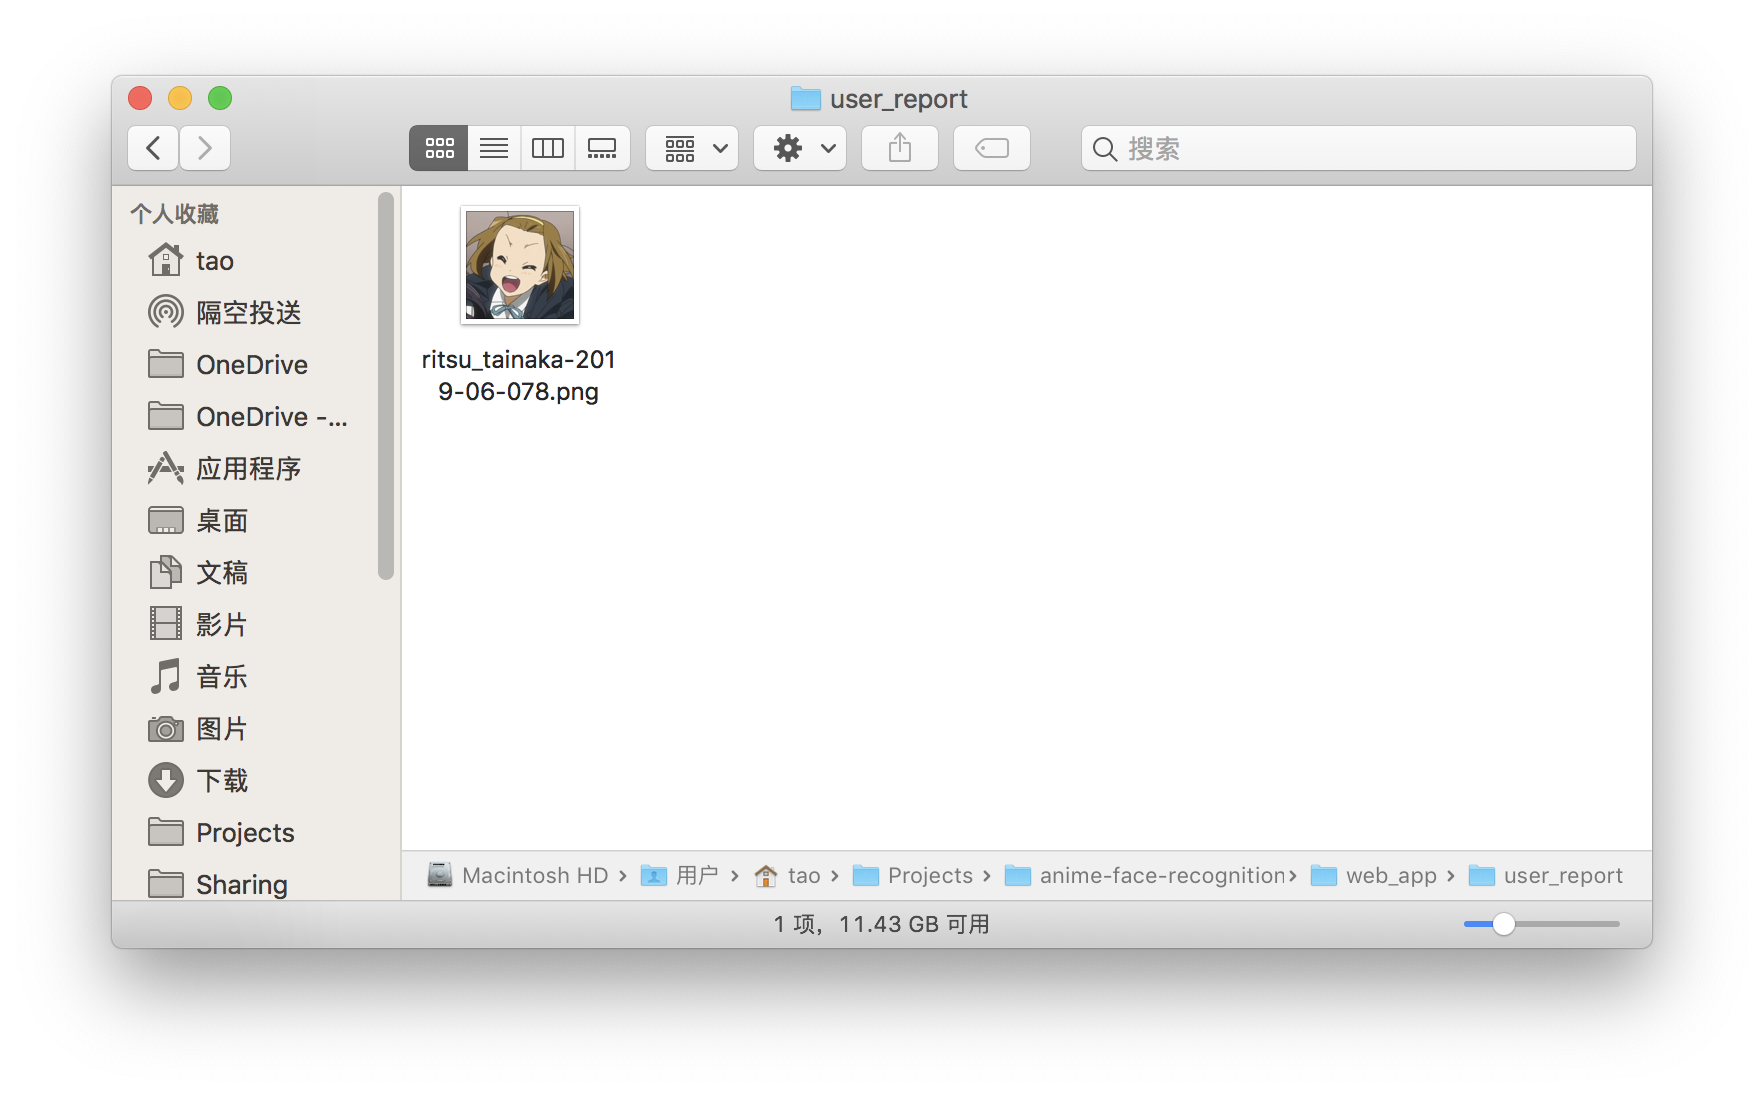 user_report
搜索
个人收藏
tao
隔空投送
OneDrive
OneDrive -...
应用程序
桌面
文稿
影片
音乐
图片
下载
Projects
Sharing
ritsu_tainaka-201
9-06-078.png
Macintosh HD › 用户 › tao › Projects › anime-face-recognition › web_app › user_report
1 项，11.43 GB 可用